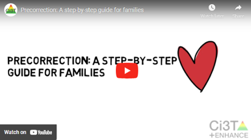 Precorrection: A step-by-step guide for families
PRECORRECTION: A STEP-BY-STEP
GUIDE FOR FAMILIES
Ci3T
+ENHANCE
Watch on YouTube